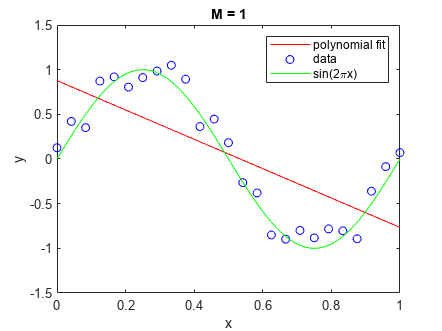 M = 1
1.5
1
0.5
0
-0.5
-1
-1.5
y
polynomial fit
data
sin(2πx)
0 0.2 0.4 0.6 0.8 1
x